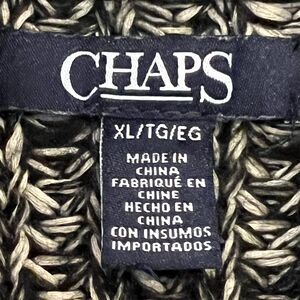 CHAPS
XL/TG/EG
MADE IN
CHINA
FABRIQUÉ EN
CHINE
HECHO EN
CHINA
CON INSUMOS
IMPORTADOS